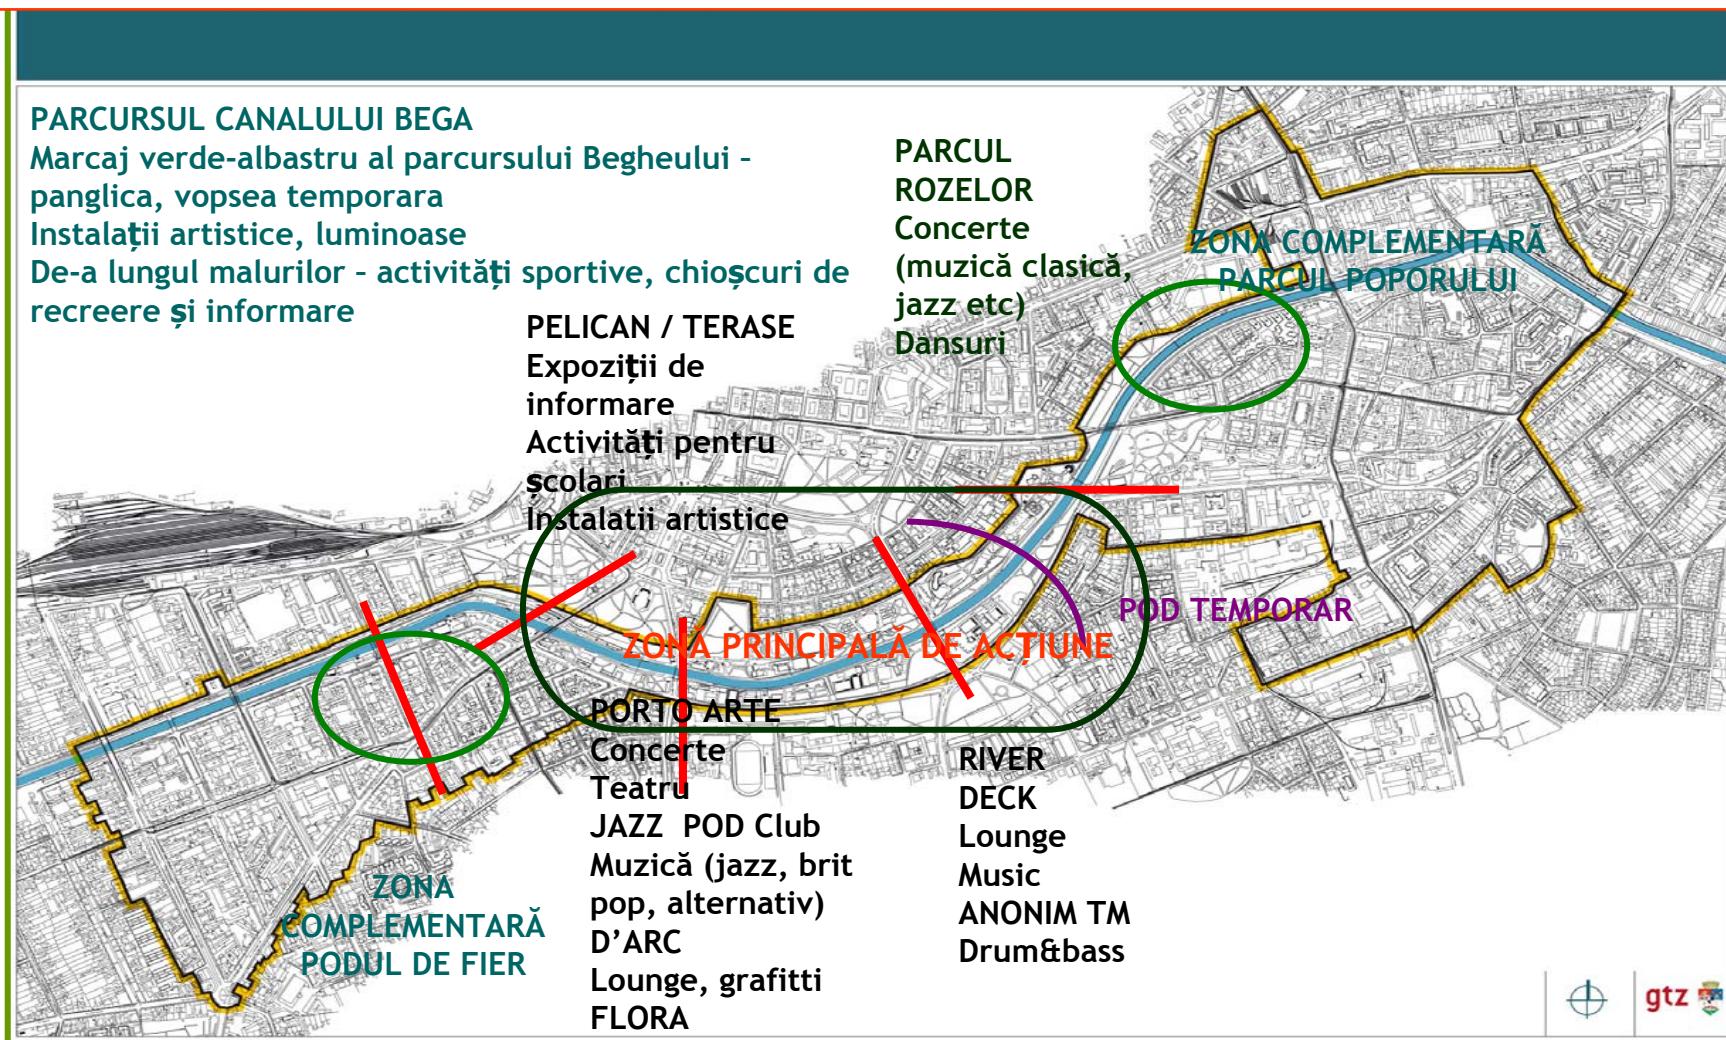 PARCURSUL CANALULUI BEGA
Marcaj verde-albastru al parcursului Begheului -
panglica, vopsea temporara
Instalații artistice, luminoase
De-a lungul malurilor - activități sportive, chioșcuri de
recreere și informare
PELICAN / TERASE
Expoziții de
informare
Activități pentru
școlari
Instalatii artistice
PARCUL
ROZELOR
Concerte
(muzică clasică,
jazz etc)
Dansuri
ZONA COMPLEMENTARĂ
PARCUL POPORULUI
POD TEMPORAR
ZONĂ PRINCIPALĂ DE ACȚIUNE
PORTO ARTE
Concerte
Teatru
JAZZ POD Club
Muzică (jazz, brit
pop, alternativ)
D'ARC
Lounge, grafitti
FLORA
RIVER
DECK
Lounge
Music
ANONIM TM
Drum&bass
ZONA
COMPLEMENTARĂ
PODUL DE FIER
gtz